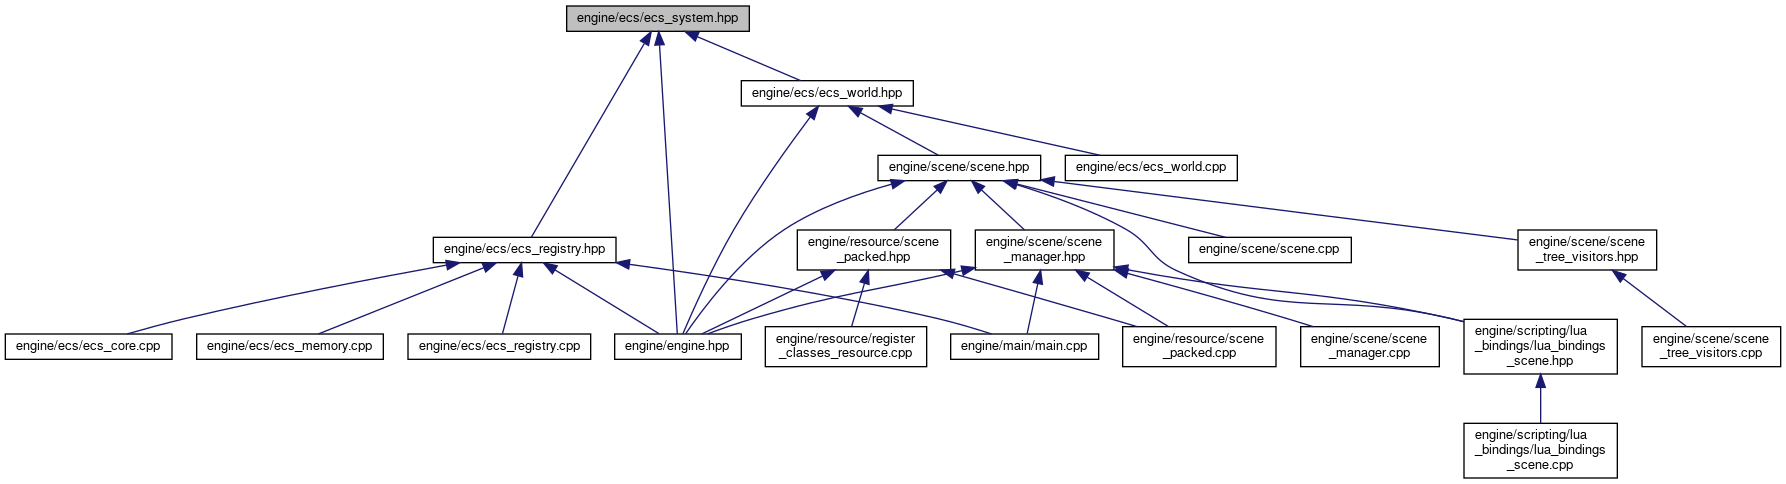 engine/ecs/ecs_system.hpp
engine/ecs/ecs_world.hpp
engine/scene/scene.hpp
engine/ecs/ecs_world.cpp
engine/ecs/ecs_registry.hpp
engine/resource/scene
_packed.hpp
engine/scene/scene
_manager.hpp
engine/scene/scene.cpp
engine/scene/scene
_tree_visitors.hpp
engine/ecs/ecs_core.cpp
engine/ecs/ecs_memory.cpp
engine/ecs/ecs_registry.cpp
engine/engine.hpp
engine/resource/register
_classes_resource.cpp
engine/main/main.cpp
engine/resource/scene
_packed.cpp
engine/scene/scene
_manager.cpp
engine/scripting/lua
_bindings/lua_bindings
_scene.hpp
engine/scene/scene
_tree_visitors.cpp
engine/scripting/lua
_bindings/lua_bindings
_scene.cpp